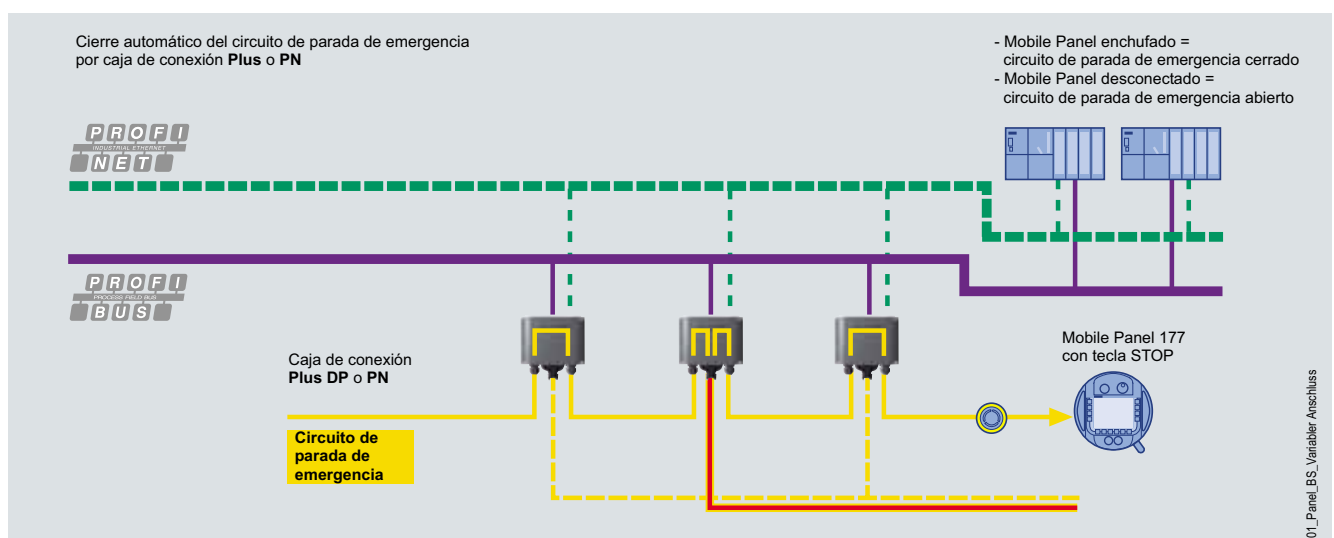 Cierre automático del circuito de parada de emergencia
por caja de conexión Plus o PN
- Mobile Panel enchufado =
circuito de parada de emergencia cerrado
- Mobile Panel desconectado =
circuito de parada de emergencia abierto
PROFI
INDUSTRIAL ETHERNET
NET
PROFI
PROCESS FIELD BUS
BUS
Caja de conexión
Plus DP o PN
Mobile Panel 177
con tecla STOP
Circuito de
parada de
emergencia
01_Panel_BS_Variabler Anschluss